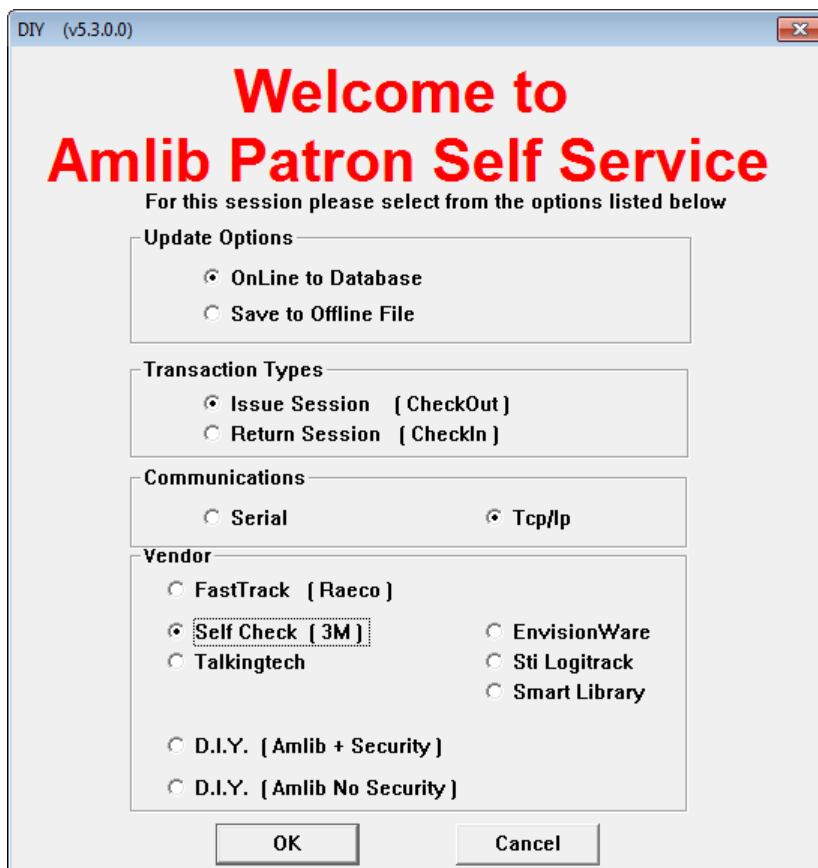 DIY (v5.3.0.0)
Welcome to
Amlib Patron Self Service
For this session please select from the options listed below
Update Options
OnLine to Database
Save to Offline File
Transaction Types
Issue Session ( CheckOut )
Return Session ( CheckIn )
Communications
Serial Tcp/Ip
Vendor
FastTrack ( Raeco )
Self Check ( 3M ) EnvisionWare
Talkingtech Sti Logitrack
Smart Library
D.I.Y. ( Amlib + Security )
D.I.Y. ( Amlib No Security )
OK Cancel